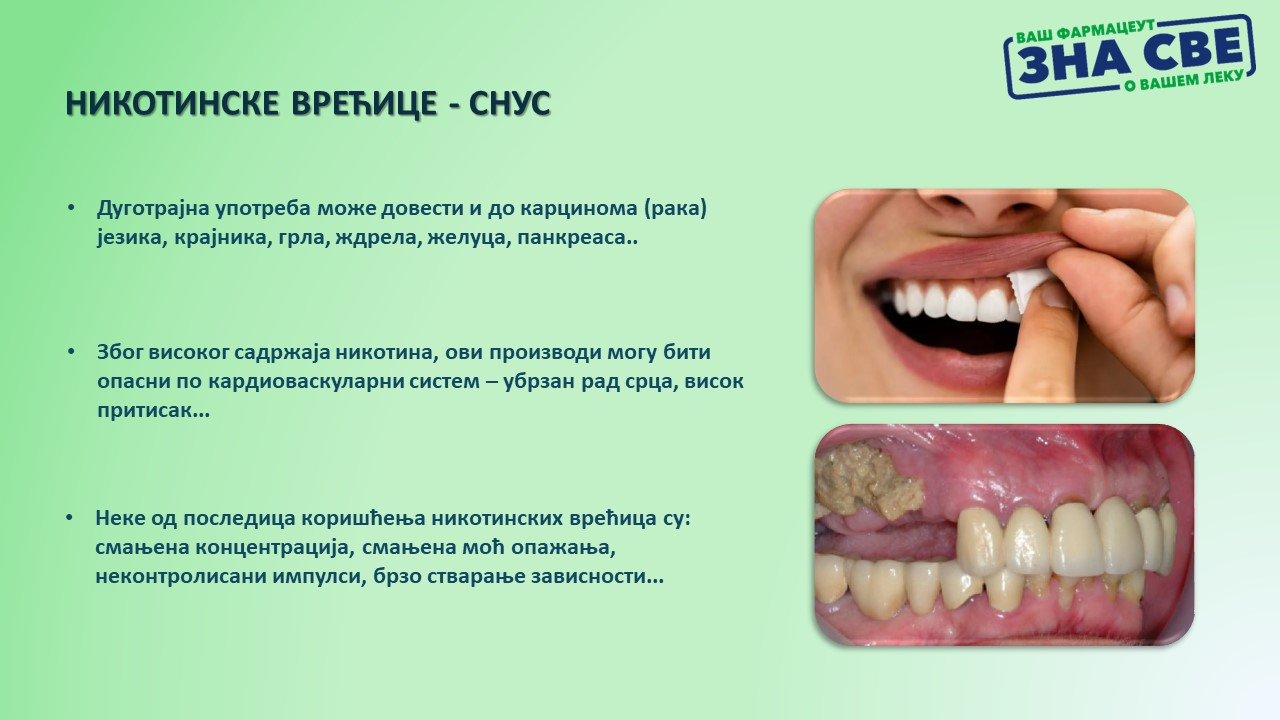 ВАШ ФАРМАЦЕУТ
ЗНА СВЕ
О ВАШЕМ ЛЕКУ
НИКОТИНСКЕ ВРЕЋИЦЕ - СНУС
• Дуготрајна употреба може довести и до карцинома (рака)
језика, крајника, грла, ждрела, желуца, панкреаса..
• Због високог садржаја никотина, ови производи могу бити
опасни по кардиоваскуларни систем – убрзан рад срца, висок
притисак...
• Неке од последица коришћења никотинских врећица су:
смањена концентрација, смањена моћ опажања,
неконтролисани импулси, брзо стварање зависности...